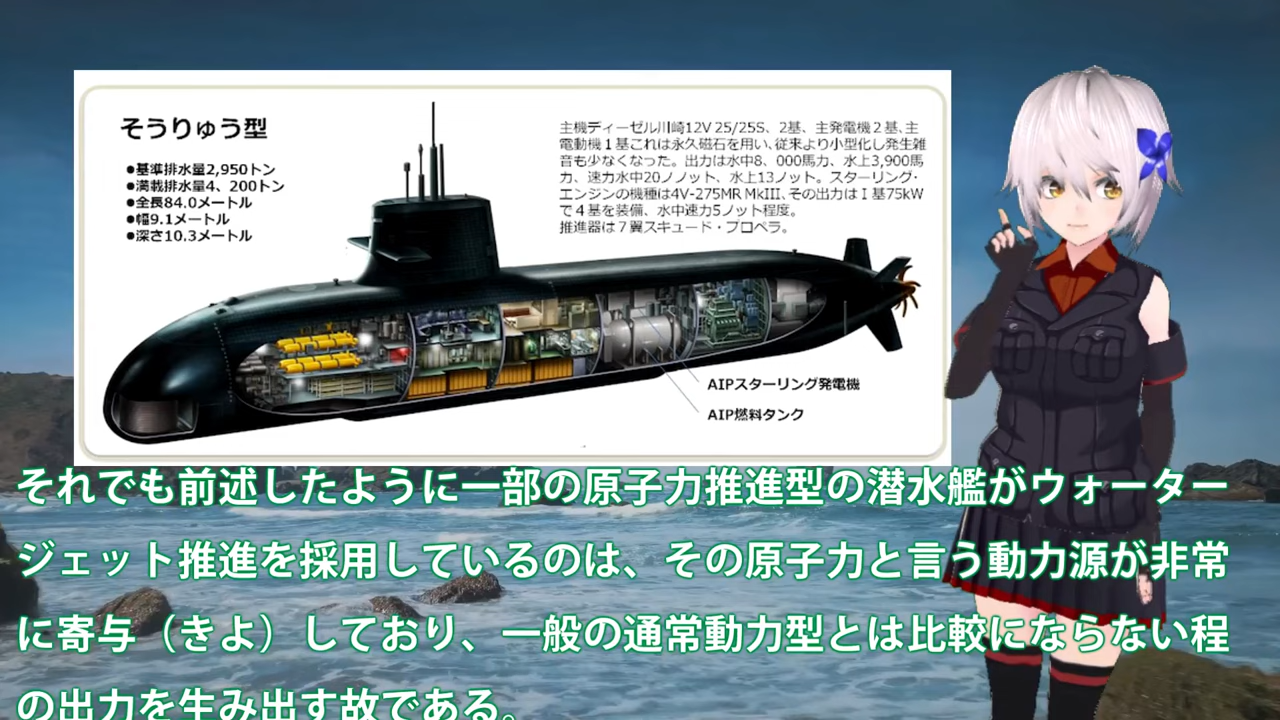 そうりゅう型
●基準排水量2,950トン
●満載排水量4、200トン
●全長84.0メートル
●幅9.1メートル
●深さ10.3メートル
主機ディーゼル川崎12V 25/25S、2基、主発電機２基、主
電動機１基これは永久磁石を用い、従来より小型化し発生雑
音も少なくなった。出力は水中8、000馬力、水上3,900馬
力、速力水中20ノノット、水上13ノット。スターリング・
エンジンの機種は4V-275MR MkIII、その出力はⅠ基75kW
で４基を装備、水中速力5ノット程度。
推進器は７翼スキュード・プロペラ。
AIPスターリング発電機
AIP燃料タンク
それでも前述したように一部の原子力推進型の潜水艦がウォーター
ジェット推進を採用しているのは、その原子力と言う動力源が非常
に寄与（きよ）しており、一般の通常動力型とは比較にならない程
の出力を生み出す故である。